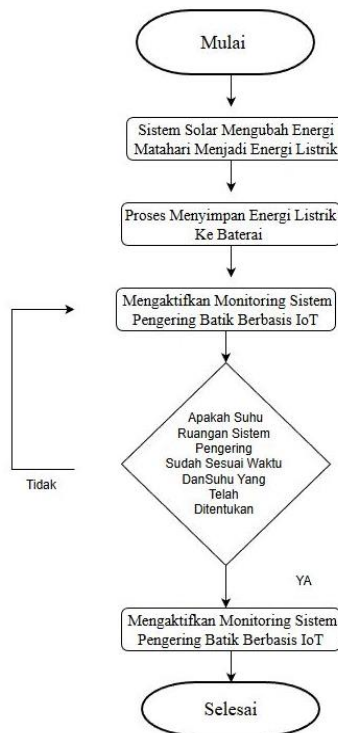 Mulai
Sistem Solar Mengubah Energi
Matahari Menjadi Energi Listrik
Proses Menyimpan Energi Listrik
Ke Baterai
Mengaktifkan Monitoring Sistem
Pengering Batik Berbasis IoT
Apakah Suhu
Ruangan Sistem
Pengering
Sudah Sesuai Waktu
DanSuhu Yang
Telah
Ditentukan
Tidak
YA
Mengaktifkan Monitoring Sistem
Pengering Batik Berbasis IoT
Selesai